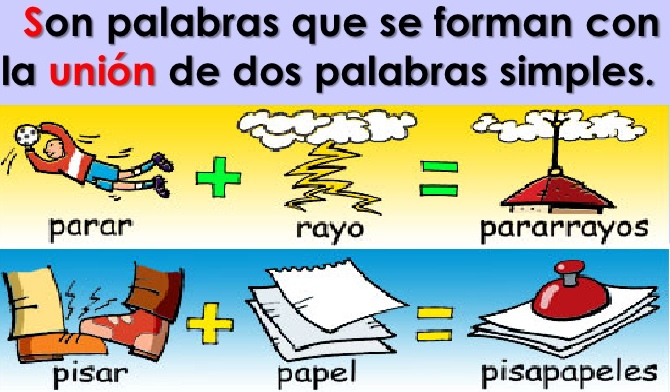 Son palabras que se forman con
la unión de dos palabras simples.
parar + rayo = pararrayos
pisar + papel = pisapapeles